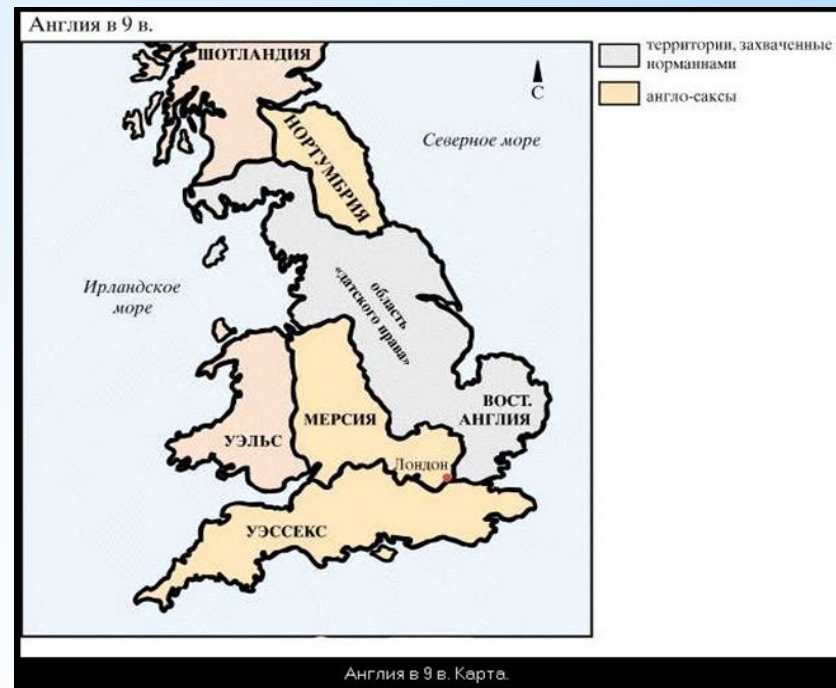 Англия в 9 в.
территории, захваченные
норманнами
англо-саксы
ШОТЛАНДИЯ
С
НОРТУМБРИЯ
Северное море
Ирландское
море
область
«датского права»
ВОСТ.
АНГЛИЯ
МЕРСИЯ
УЭЛЬС
Лондон
УЭССЕКС
Англия в 9 в. Карта.